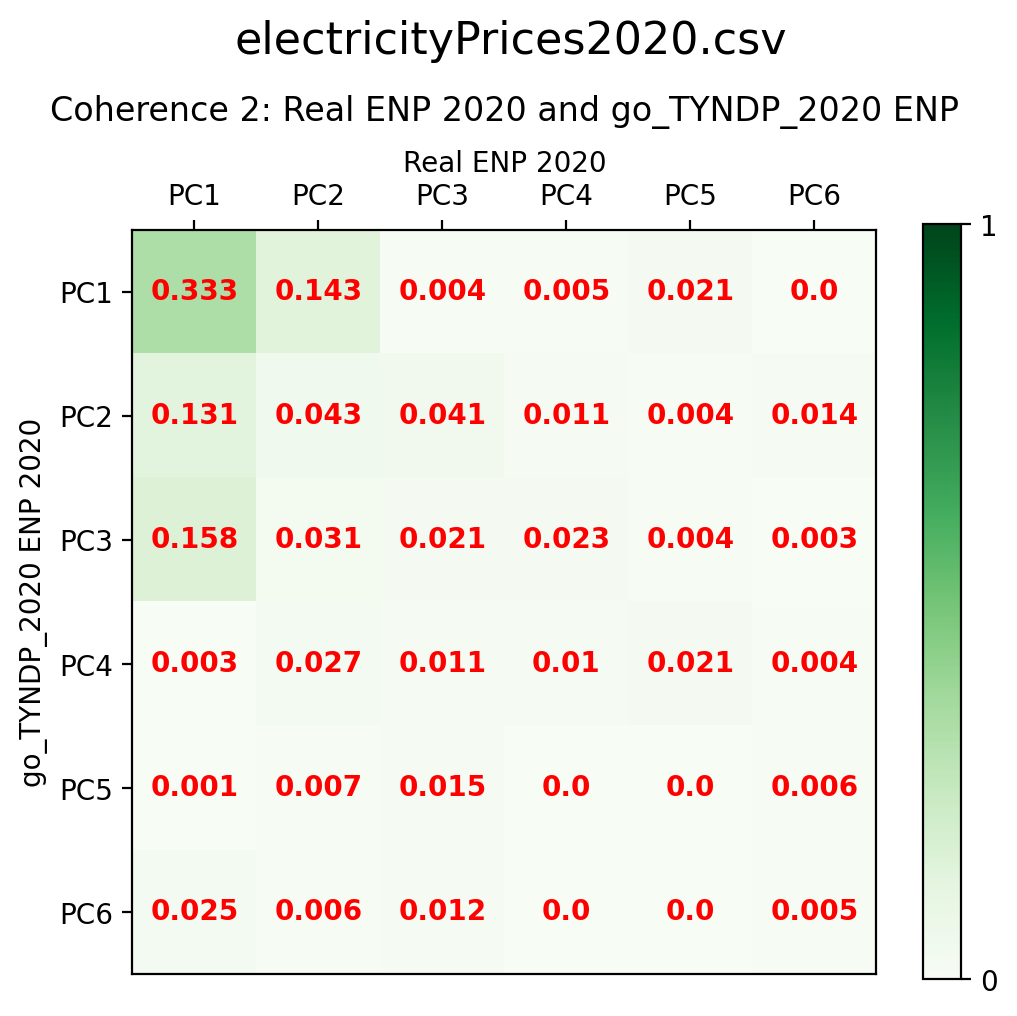 electricityPrices2020.csv
Coherence 2: Real ENP 2020 and go_TYNDP_2020 ENP
Real ENP 2020
PC1 PC2 PC3 PC4 PC5 PC6
1
PC1 0.333 0.143 0.004 0.005 0.021 0.0
PC2 0.131 0.043 0.041 0.011 0.004 0.014
PC3 0.158 0.031 0.021 0.023 0.004 0.003
go_TYNDP_2020 ENP 2020
PC4 0.003 0.027 0.011 0.01 0.021 0.004
PC5 0.001 0.007 0.015 0.0 0.0 0.006
PC6 0.025 0.006 0.012 0.0 0.0 0.005
0